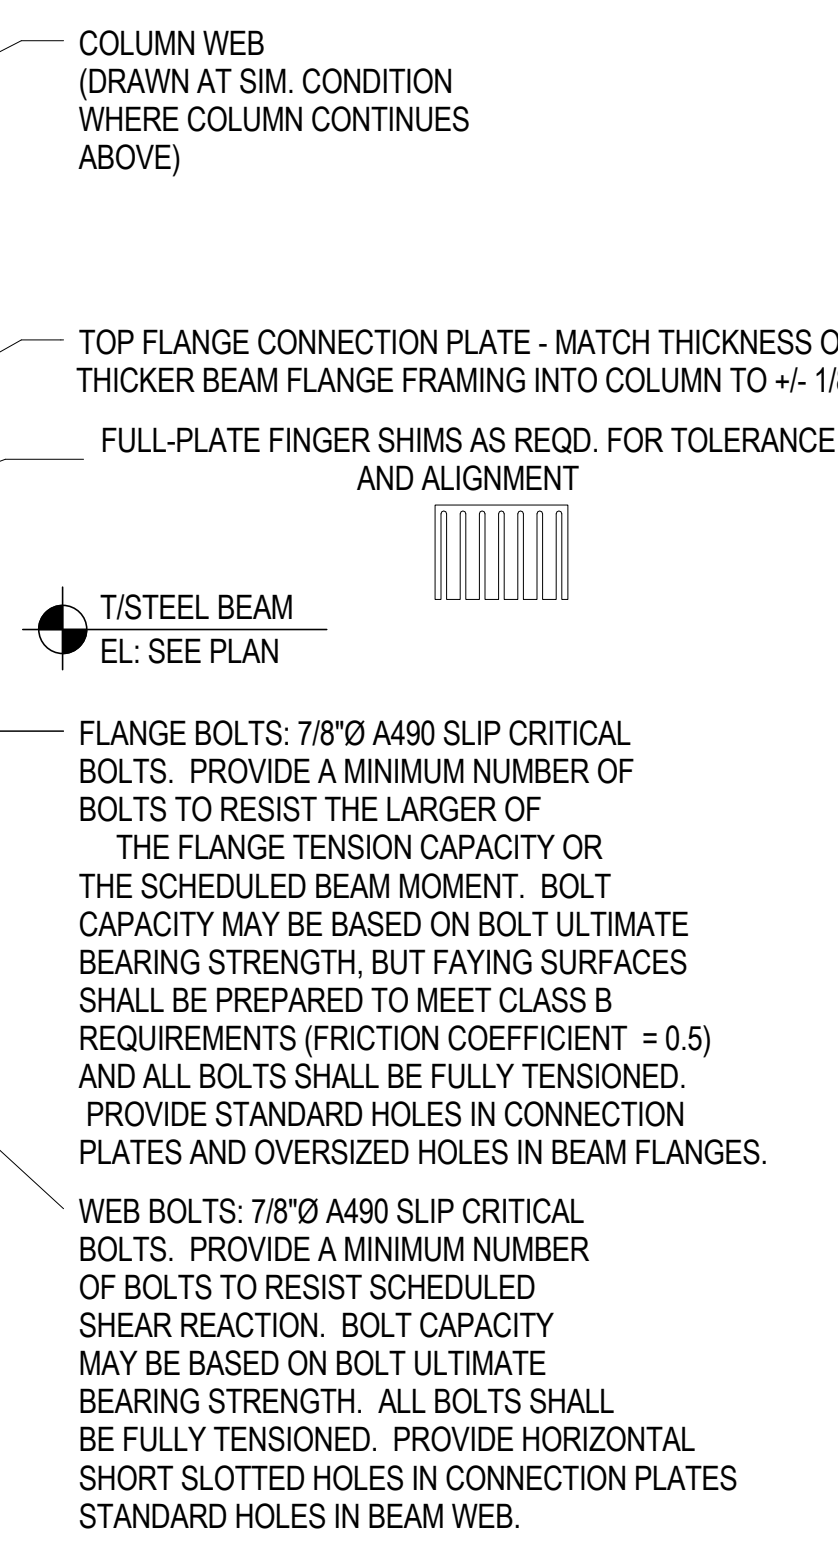 COLUMN WEB
(DRAWN AT SIM. CONDITION
WHERE COLUMN CONTINUES
ABOVE)
TOP FLANGE CONNECTION PLATE - MATCH THICKNESS
THICKER BEAM FLANGE FRAMING INTO COLUMN TO +/-
FULL-PLATE FINGER SHIMS AS REQD. FOR TOLERANCE
AND ALIGNMENT
T/STEEL BEAM
EL: SEE PLAN
FLANGE BOLTS: 7/8"Ø A490 SLIP CRITICAL
BOLTS. PROVIDE A MINIMUM NUMBER OF
BOLTS TO RESIST THE LARGER OF
THE FLANGE TENSION CAPACITY OR
THE SCHEDULED BEAM MOMENT. BOLT
CAPACITY MAY BE BASED ON BOLT ULTIMATE
BEARING STRENGTH, BUT FAYING SURFACES
SHALL BE PREPARED TO MEET CLASS B
REQUIREMENTS (FRICTION COEFFICIENT = 0.5)
AND ALL BOLTS SHALL BE FULLY TENSIONED.
PROVIDE STANDARD HOLES IN CONNECTION
PLATES AND OVERSIZED HOLES IN BEAM FLANGES.
WEB BOLTS: 7/8"Ø A490 SLIP CRITICAL
BOLTS. PROVIDE A MINIMUM NUMBER
OF BOLTS TO RESIST SCHEDULED
SHEAR REACTION. BOLT CAPACITY
MAY BE BASED ON BOLT ULTIMATE
BEARING STRENGTH. ALL BOLTS SHALL
BE FULLY TENSIONED. PROVIDE HORIZONTAL
SHORT SLOTTED HOLES IN CONNECTION PLATES
STANDARD HOLES IN BEAM WEB.